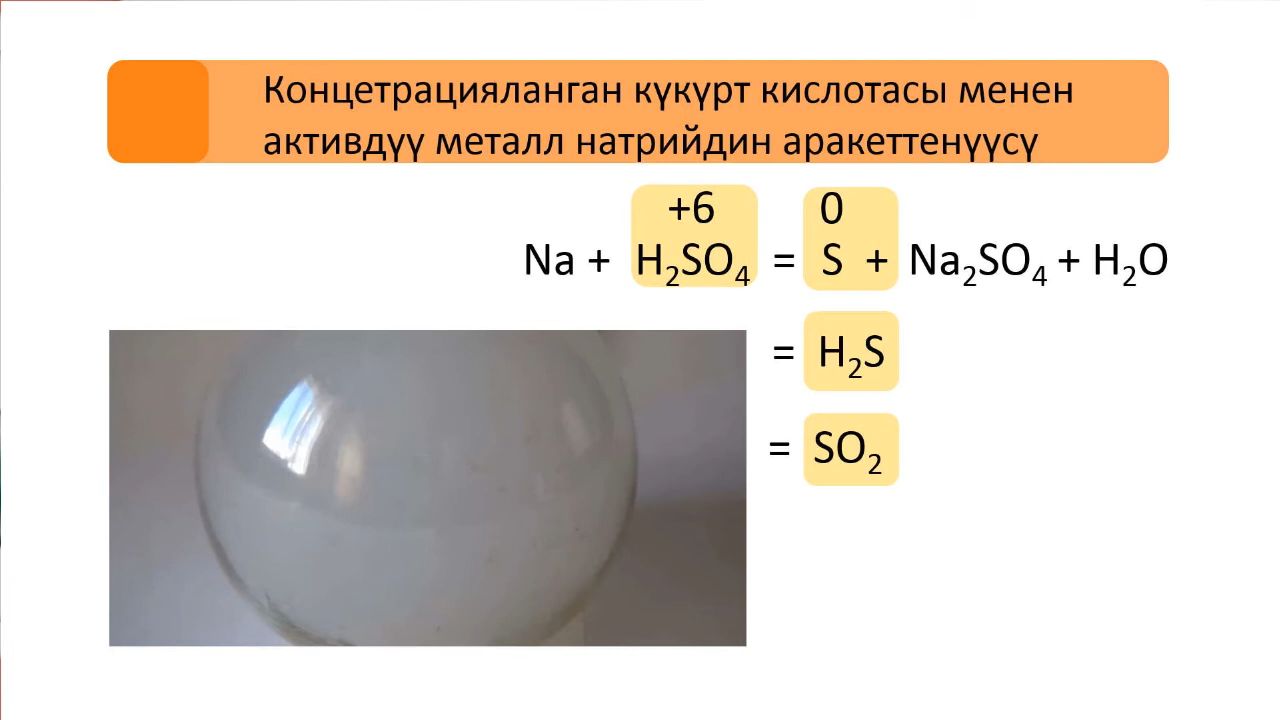 Концетрацияланган күкүрт кислотасы менен
активдүү металл натрийдин аракеттенүүсү
+6 0
Na + H₂SO₄ = S + Na₂SO₄ + H₂O
= H₂S
= SO₂